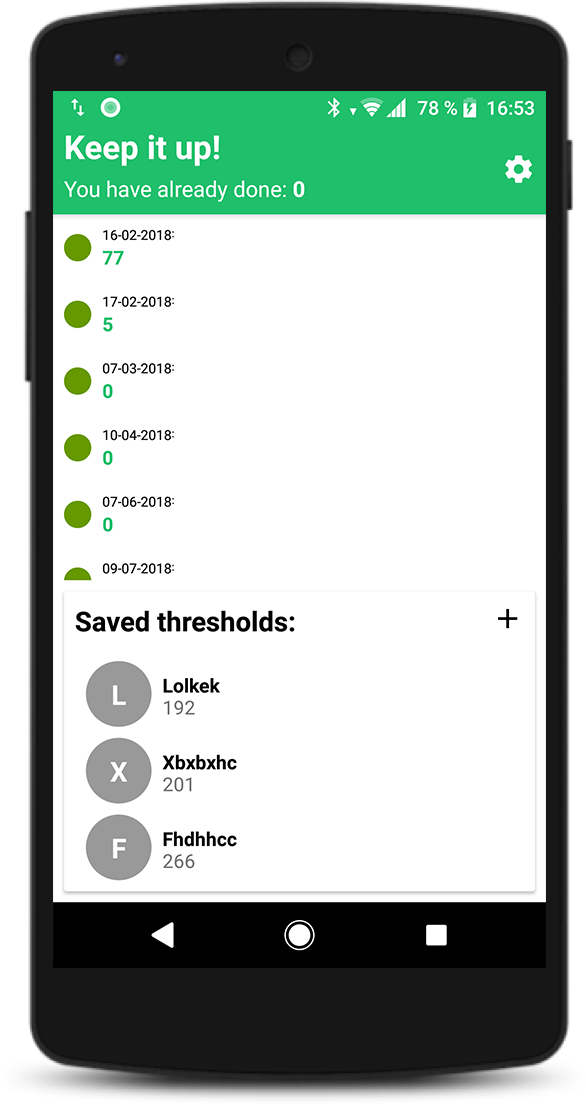 78 % 16:53
Keep it up!
You have already done: 0
16-02-2018:
77
17-02-2018:
5
07-03-2018:
0
10-04-2018:
0
07-06-2018:
0
09-07-2018:
Saved thresholds:
L
Lolkek
192
X
Xbxbxhc
201
F
Fhdhhcc
266